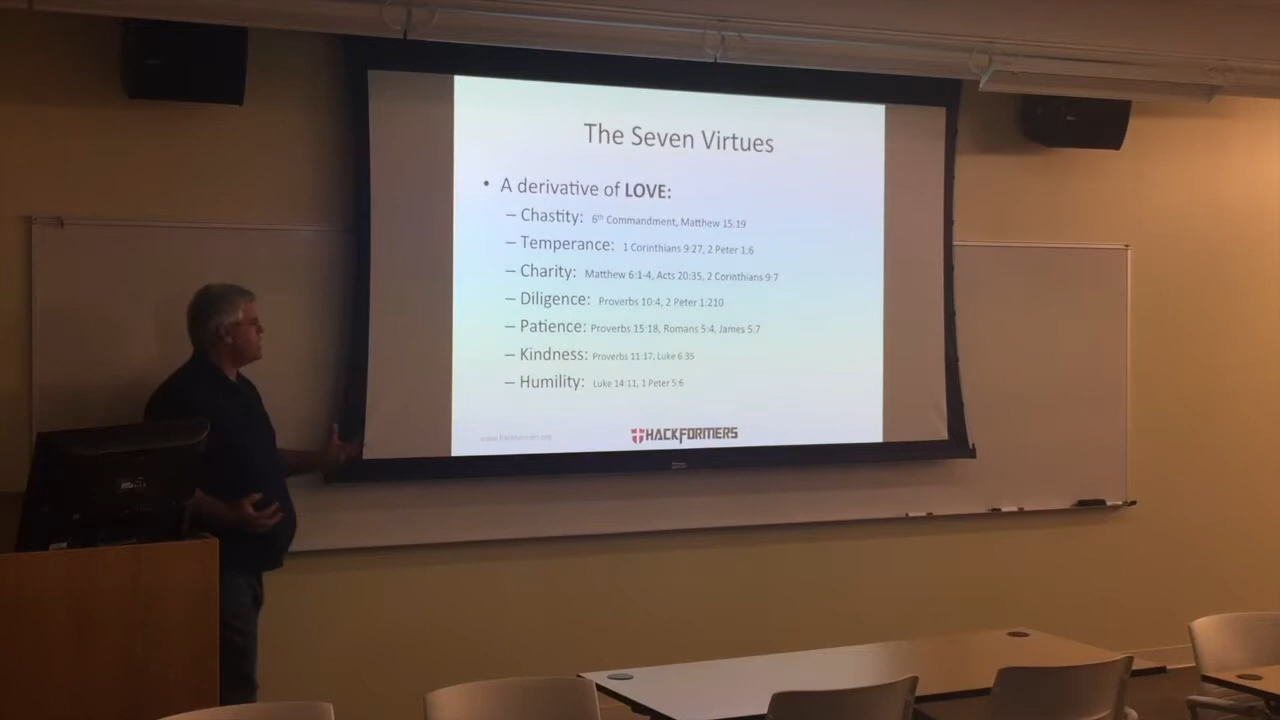 The Seven Virtues
• A derivative of LOVE:
– Chastity: 6th Commandment, Matthew 15:19
– Temperance: 1 Corinthians 9:27, 2 Peter 1:6
– Charity: Matthew 6:1-4, Acts 20:35, 2 Corinthians 9:7
– Diligence: Proverbs 10:4, 2 Peter 1:210
– Patience: Proverbs 15:18, Romans 5:4, James 5:7
– Kindness: Proverbs 11:17, Luke 6:35
– Humility: Luke 14:11, 1 Peter 5:6
www.hackformers.org
HACKFORMERS